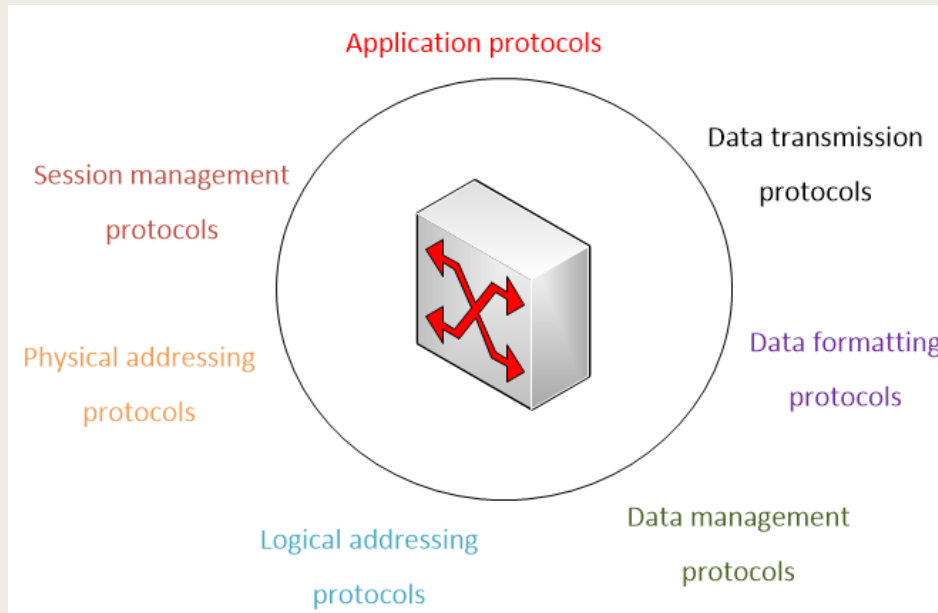 Application protocols
Data transmission
protocols
Session management
protocols
Physical addressing
protocols
Data formatting
protocols
Data management
protocols
Logical addressing
protocols